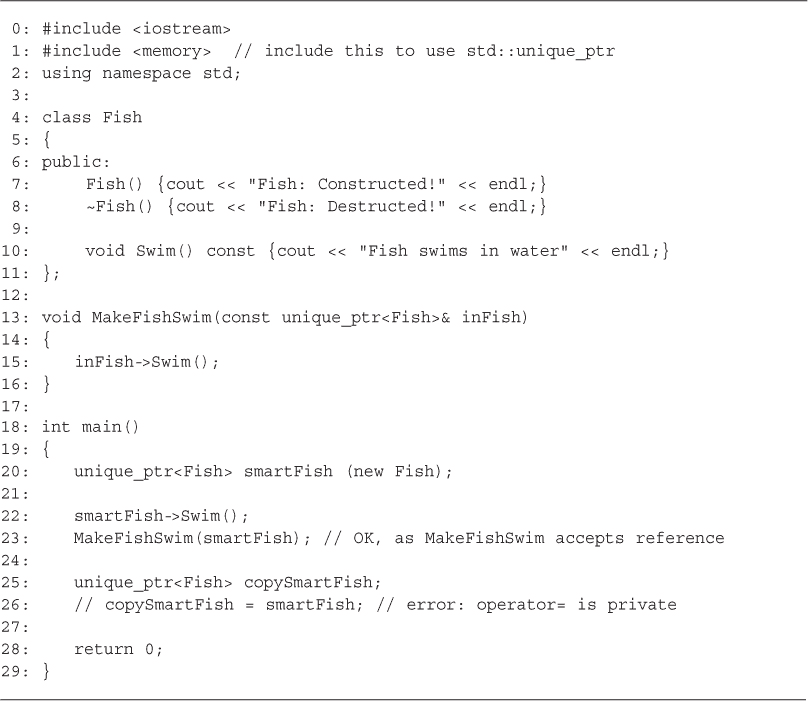 0: #include <iostream>
1: #include <memory>  // include this to use std::unique_ptr
2: using namespace std;
3:
4: class Fish
5: {
6: public:
7:     Fish() {cout << "Fish: Constructed!" << endl;}
8:     ~Fish() {cout << "Fish: Destructed!" << endl;}
9:
10:     void Swim() const {cout << "Fish swims in water" << endl;}
11: };
12:
13: void MakeFishSwim(const unique_ptr<Fish>& inFish)
14: {
15:    inFish->Swim();
16: }
17:
18: int main()
19: {
20:    unique_ptr<Fish> smartFish (new Fish);
21:
22:    smartFish->Swim();
23:    MakeFishSwim(smartFish); // OK, as MakeFishSwim accepts reference
24:
25:    unique_ptr<Fish> copySmartFish;
26:    // copySmartFish = smartFish; // error: operator= is private
27:
28:    return 0;
29: }